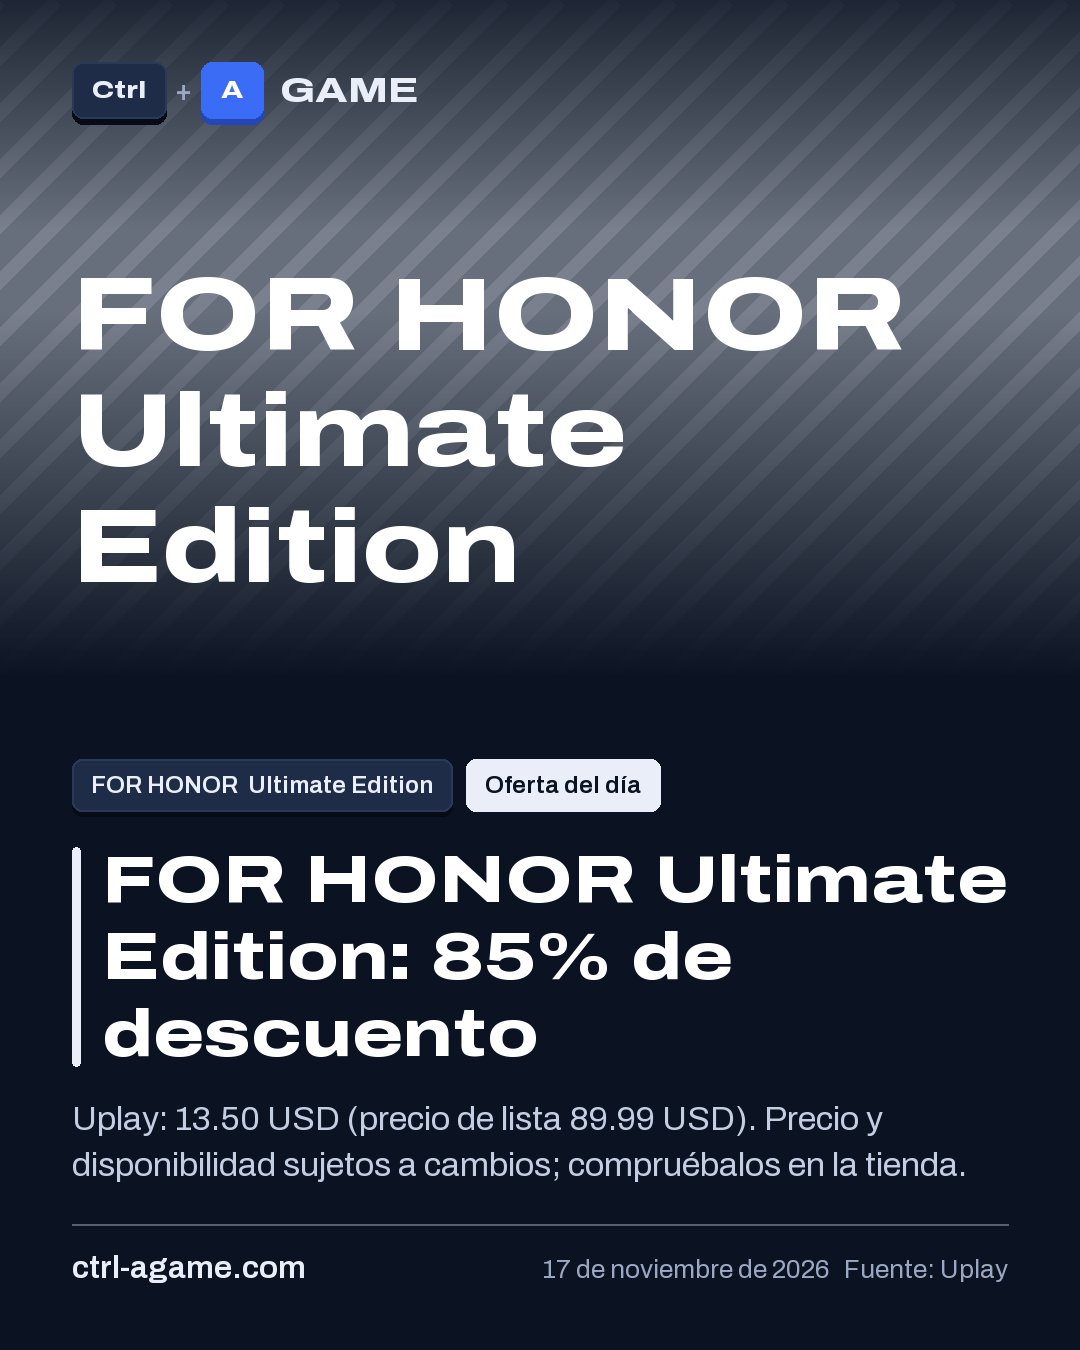 Ctrl + A GAME
FOR HONOR
Ultimate
Edition
FOR HONOR Ultimate Edition
Oferta del día
FOR HONOR Ultimate
Edition: 85% de
descuento
Uplay: 13.50 USD (precio de lista 89.99 USD). Precio y
disponibilidad sujetos a cambios; compruébalos en la tienda.
ctrl-agame.com
17 de noviembre de 2026 Fuente: Uplay